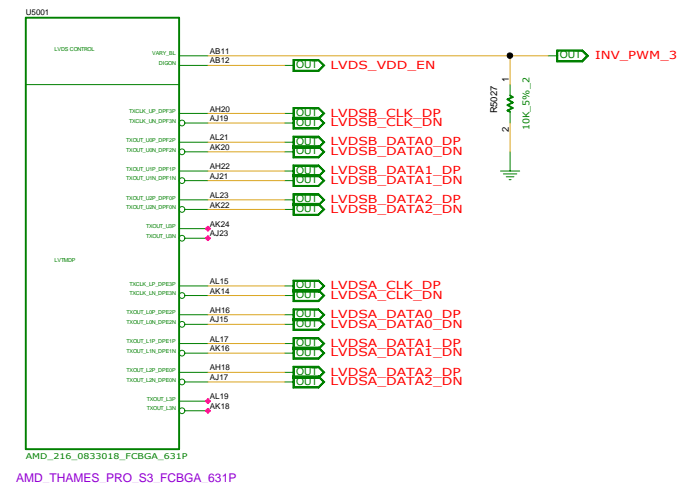 U5001
LVDS CONTROL
VARY_BL AB11 OUT INV_PWM_3
DIGON AB12 OUT LVDS_VDD_EN
R5027
1
2
10K_5%_2
TXCLK_UP_DPF3P AH20 OUT LVDSB_CLK_DP
TXCLK_UN_DPF3N AJ19 OUT LVDSB_CLK_DN
TXOUT_U0P_DPF2P AL21 OUT LVDSB_DATA0_DP
TXOUT_U0N_DPF2N AK20 OUT LVDSB_DATA0_DN
TXOUT_U1P_DPF1P AH22 OUT LVDSB_DATA1_DP
TXOUT_U1N_DPF1N AJ21 OUT LVDSB_DATA1_DN
TXOUT_U2P_DPF0P AL23 OUT LVDSB_DATA2_DP
TXOUT_U2N_DPF0N AK22 OUT LVDSB_DATA2_DN
TXOUT_U3P AK24
TXOUT_U3N AJ23
LVTMDP
TXCLK_LP_DPE3P AL15 OUT LVDSA_CLK_DP
TXCLK_LN_DPE3N AK14 OUT LVDSA_CLK_DN
TXOUT_L0P_DPE2P AH16 OUT LVDSA_DATA0_DP
TXOUT_L0N_DPE2N AJ15 OUT LVDSA_DATA0_DN
TXOUT_L1P_DPE1P AL17 OUT LVDSA_DATA1_DP
TXOUT_L1N_DPE1N AK16 OUT LVDSA_DATA1_DN
TXOUT_L2P_DPE0P AH18 OUT LVDSA_DATA2_DP
TXOUT_L2N_DPE0N AJ17 OUT LVDSA_DATA2_DN
TXOUT_L3P AL19
TXOUT_L3N AK18
AMD_216_0833018_FCBGA_631P
AMD_THAMES_PRO_S3_FCBGA_631P